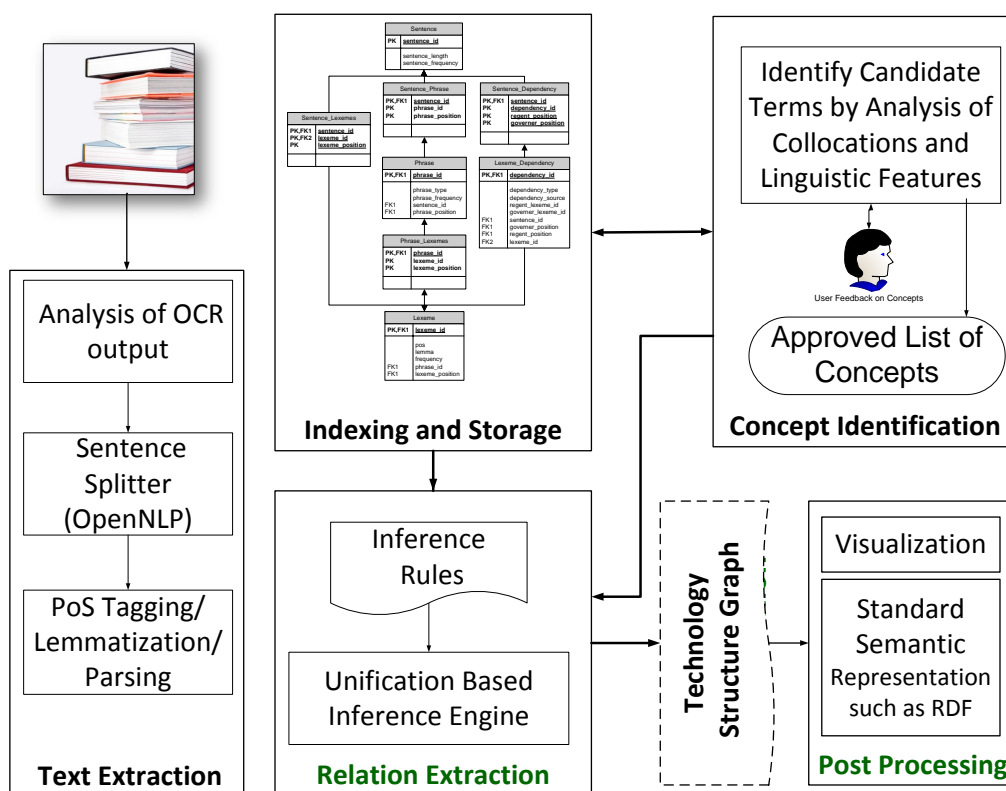 Analysis of OCR
output
Sentence
Splitter
(OpenNLP)
PoS Tagging/
Lemmatization/
Parsing
Text Extraction
Sentence
PK sentence_id
sentence_length
sentence_frequency
Sentence_Phrase
PK,FK1 sentence_id
PK phrase_id
PK phrase_position
Sentence_Dependency
PK,FK1 sentence_id
PK dependency_id
PK regent_position
PK governer_position
Sentence_Lexemes
PK,FK1 sentence_id
PK,FK2 lexeme_id
PK lexeme_position
Phrase
PK,FK1 phrase_id
phrase_type
phrase_frequency
FK1 sentence_id
FK1 phrase_position
Lexeme_Dependency
PK,FK1 dependency_id
dependency_type
dependency_source
regent_lexeme_id
governer_lexeme_id
FK1 sentence_id
FK1 governer_position
FK1 regent_position
FK2 lexeme_id
Phrase_Lexemes
PK,FK1 phrase_id
PK lexeme_id
PK lexeme_position
Lexeme
PK,FK1 lexeme_id
pos
lemma
frequency
FK1 phrase_id
FK1 lexeme_position
Indexing and Storage
Identify Candidate
Terms by Analysis of
Collocations and
Linguistic Features
User Feedback on Concepts
Approved List of
Concepts
Concept Identification
Inference
Rules
Unification Based
Inference Engine
Relation Extraction
Technology
Structure Graph
Visualization
Standard
Semantic
Representation
such as RDF
Post Processing